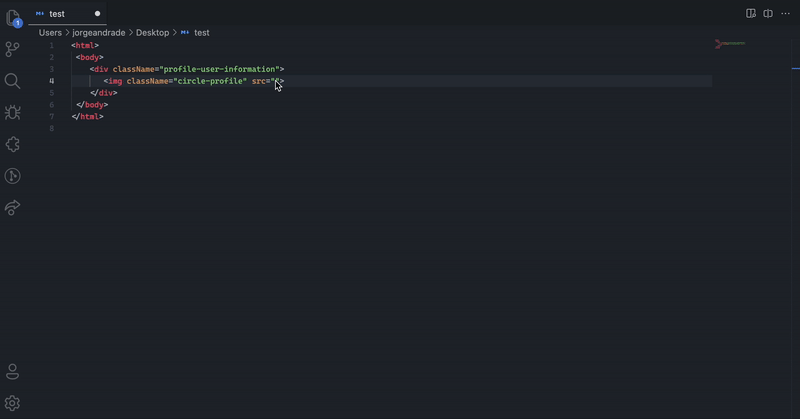 test
Users > jorgeandrade > Desktop > test
1 <html>
2 <body>
3 <div className="profile-user-information">
4 <img className="circle-profile" src="">
5 </div>
6 </body>
7 </html>
8
1